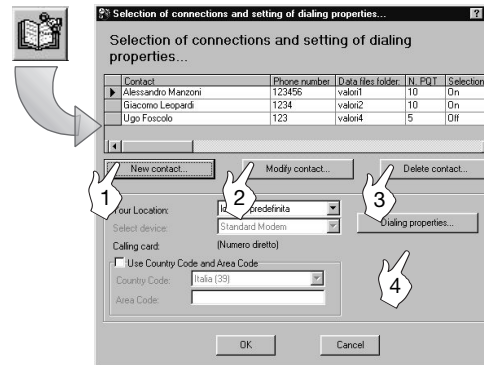 Selection of connections and setting of dialing properties... ?
Selection of connections and setting of dialing
properties...
Contact Phone number Data files folder: N. PQT Selection
Alessandro Manzoni 123456 valori1 10 On
Giacomo Leopardi 1234 valori2 10 On
Ugo Foscolo 123 valori4 5 Off
New contact... Modify contact... Delete contact...
1 2 3
Your Location: predefinita
Select device: Standard Modem Dialing properties...
Calling card: (Numero diretto)
4
Use Country Code and Area Code
Country Code: Italia (39)
Area Code:
OK Cancel